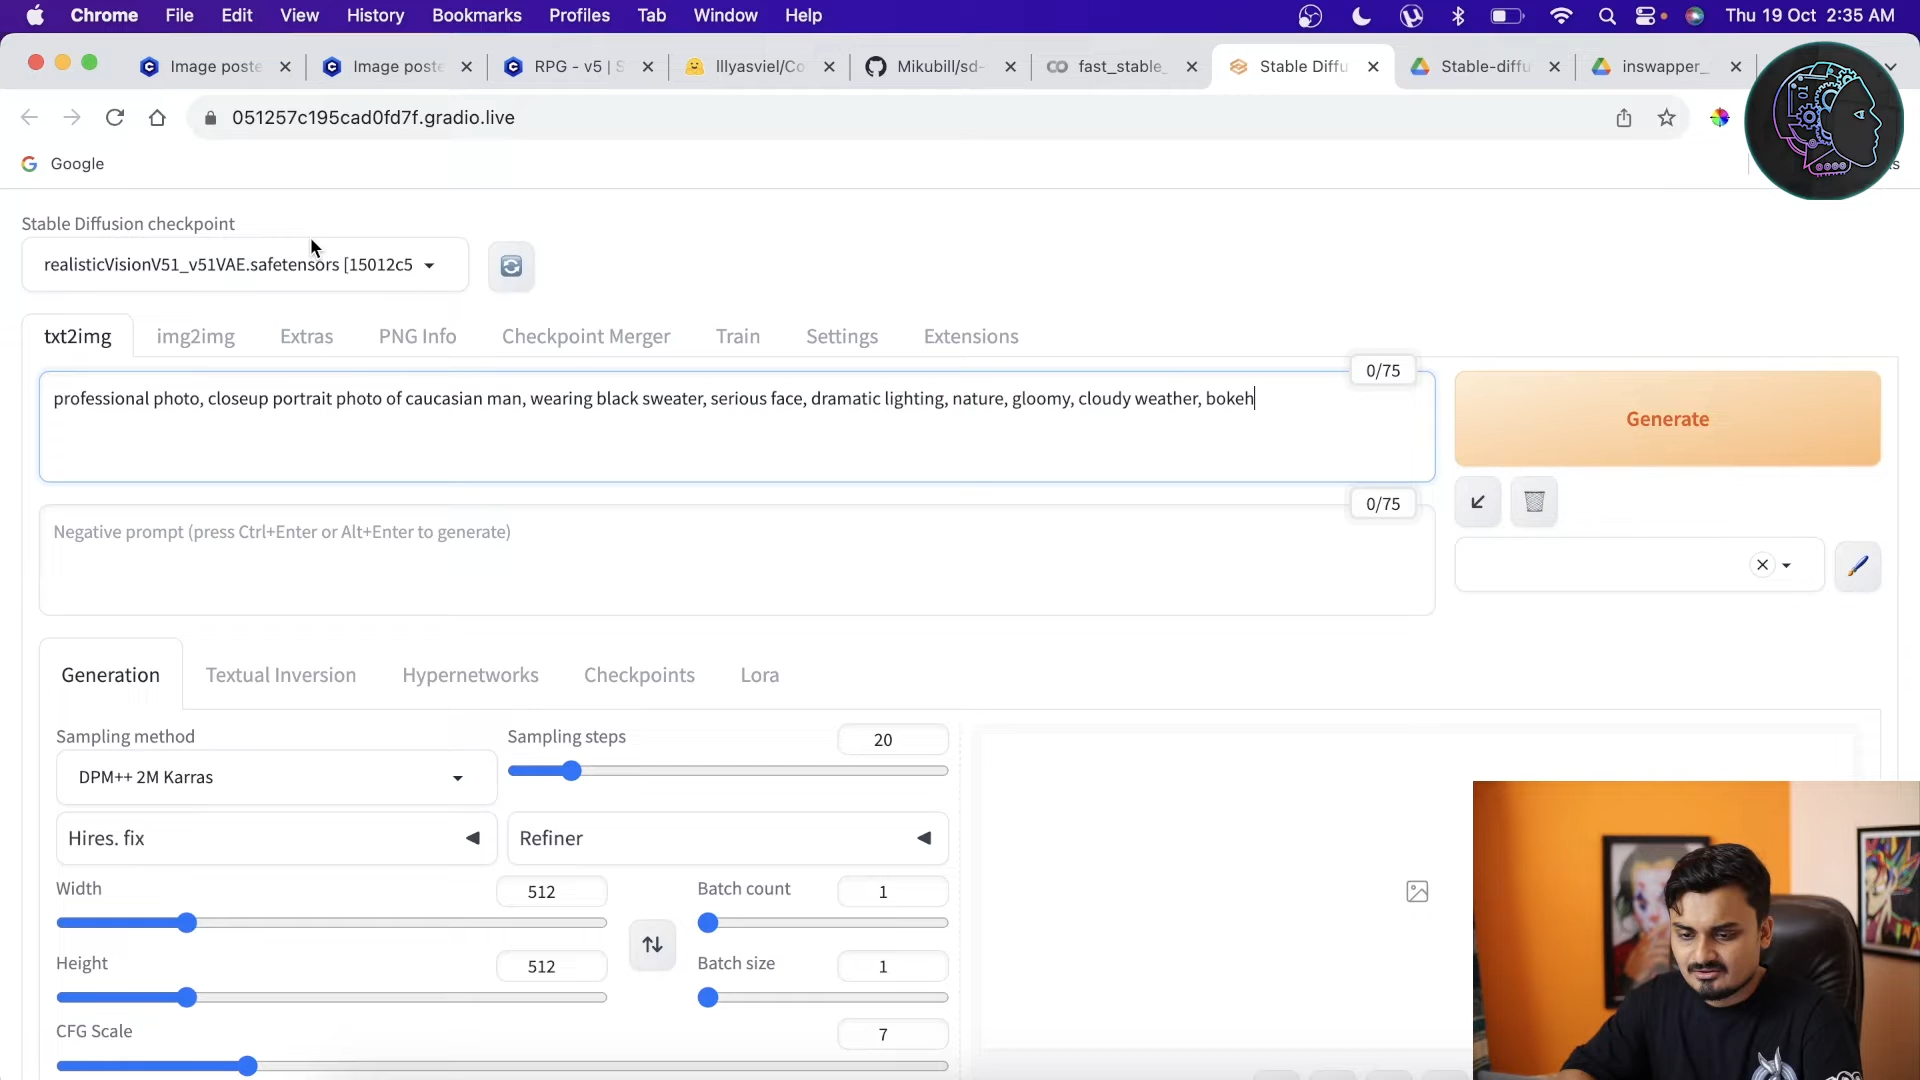 Chrome File Edit View History Bookmarks Profiles Tab Window Help Thu 19 Oct 2:35 AM
Image poste Image poste RPG - v5 | S Illyasviel/Co Mikubill/sd- fast_stable_ Stable Diffu Stable-diffu inswapper_
051257c195cad0fd7f.gradio.live
Google
Stable Diffusion checkpoint
realisticVisionV51_v51VAE.safetensors [15012c5
txt2img img2img Extras PNG Info Checkpoint Merger Train Settings Extensions
0/75
professional photo, closeup portrait photo of caucasian man, wearing black sweater, serious face, dramatic lighting, nature, gloomy, cloudy weather, bokeh
Generate
0/75
Negative prompt (press Ctrl+Enter or Alt+Enter to generate)
Generation Textual Inversion Hypernetworks Checkpoints Lora
Sampling method Sampling steps 20
DPM++ 2M Karras
Hires. fix Refiner
Width 512 Batch count 1
Height 512 Batch size 1
CFG Scale 7